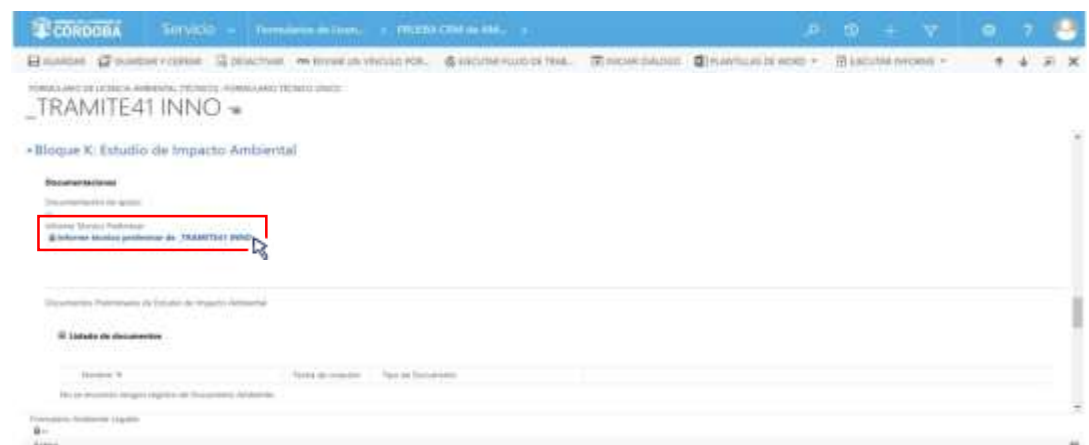 CÓRDOBA
Servicio
Formularios de Licen...
PRUEBA CRM de AM...
GUARDAR GUARDAR Y CERRAR DESACTIVAR ENVIAR UN VÍNCULO POR... EJECUTAR FLUJO DE TRAB... INICIAR DIÁLOGO PLANTILLAS DE WORD EJECUTAR INFORME
FORMULARIO DE LICENCIA AMBIENTAL TÉCNICO: FORMULARIO TÉCNICO ÚNICO
_TRAMITE41 INNO
Bloque K: Estudio de Impacto Ambiental
Documentaciones
Documentación de apoyo
--
Informe Técnico Preliminar
Informe técnico preliminar de _TRAMITE41 INNO
Documentos Preliminares de Estudio de Impacto Ambiental
Listado de documentos
Nombre Fecha de creación Tipo de Documento
No se encontró ningún registro de Documento Ambiente.
Formulario Ambiente Legales
--